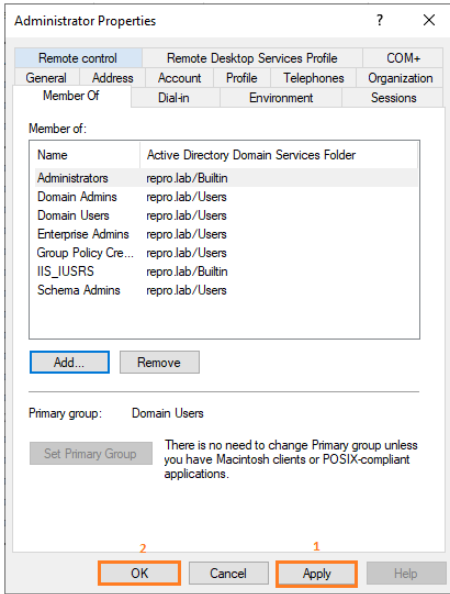 Administrator Properties ? ×
Remote control Remote Desktop Services Profile COM+
General Address Account Profile Telephones Organization
Member Of Dial-in Environment Sessions
Member of:
Name Active Directory Domain Services Folder
Administrators repro.lab/Builtin
Domain Admins repro.lab/Users
Domain Users repro.lab/Users
Enterprise Admins repro.lab/Users
Group Policy Cre... repro.lab/Users
IIS_IUSRS repro.lab/Builtin
Schema Admins repro.lab/Users
Add... Remove
Primary group: Domain Users
Set Primary Group
There is no need to change Primary group unless
you have Macintosh clients or POSIX-compliant
applications.
2 1
OK Cancel Apply Help